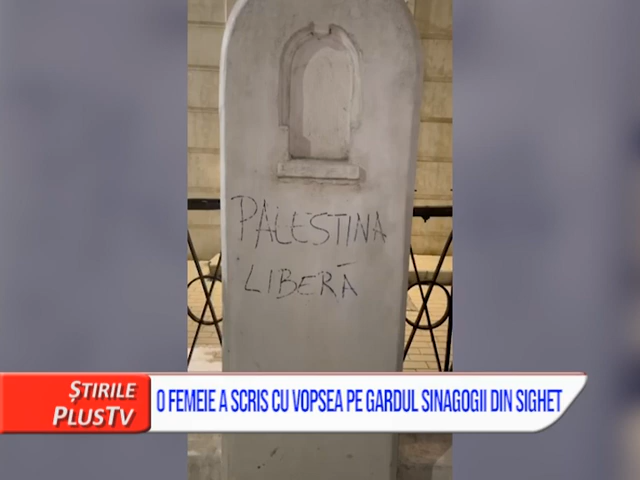 PALESTINA
LIBERĂ
ȘTIRILE
PLUSTV
O FEMEIE A SCRIS CU VOPSEA PE GARDUL SINAGOGII DIN SIGHET